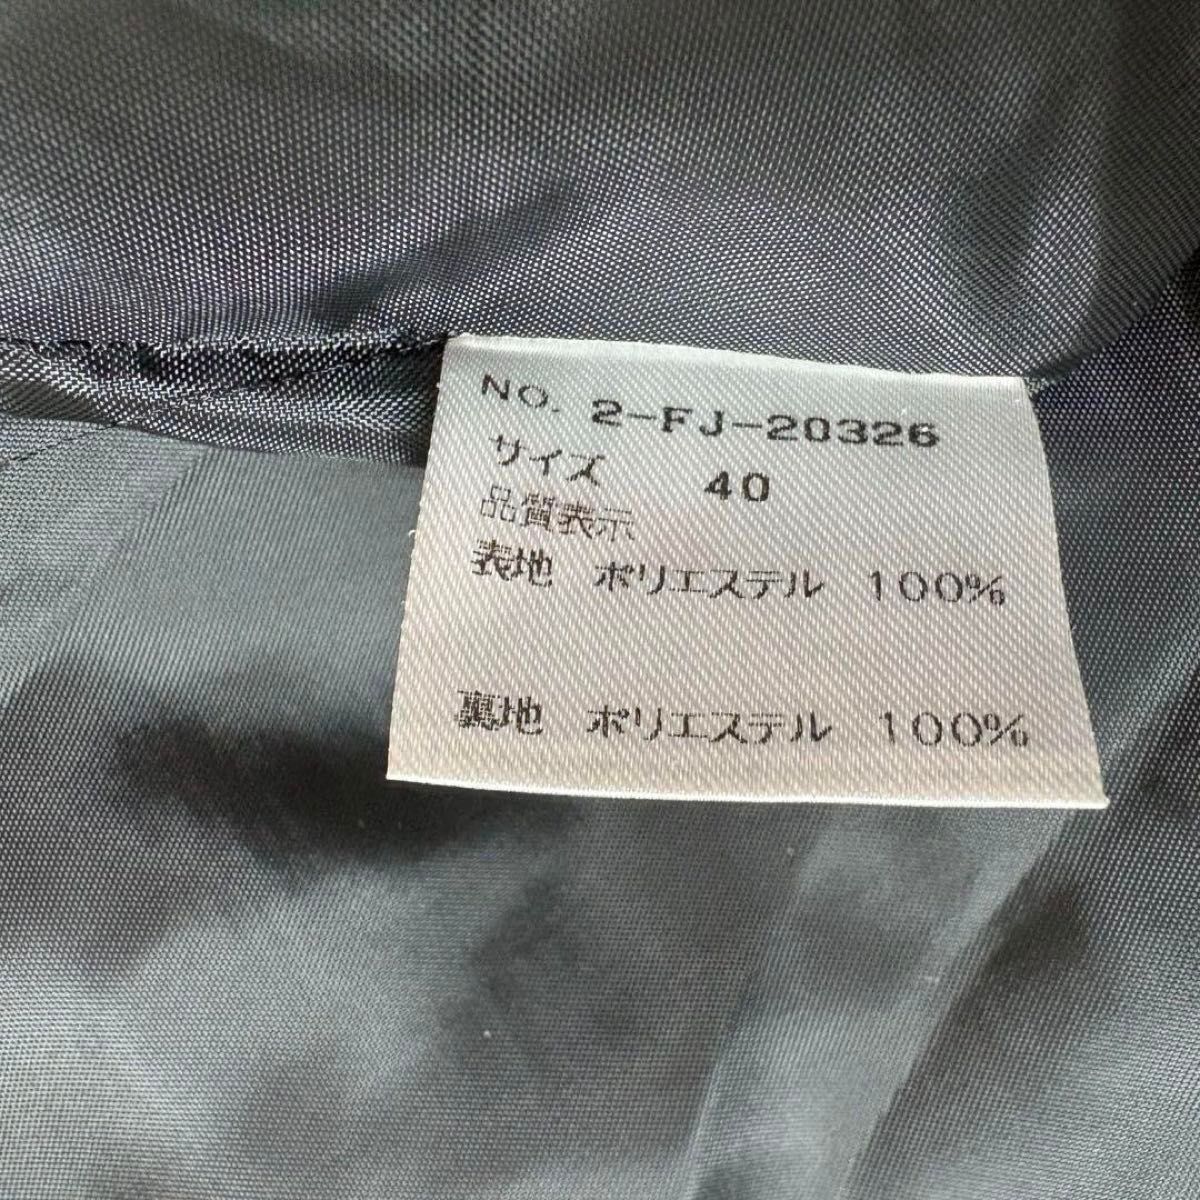 NO. 2-FJ-20326
サイズ 40
品質表示
表地 ポリエステル 100%
裏地 ポリエステル 100%